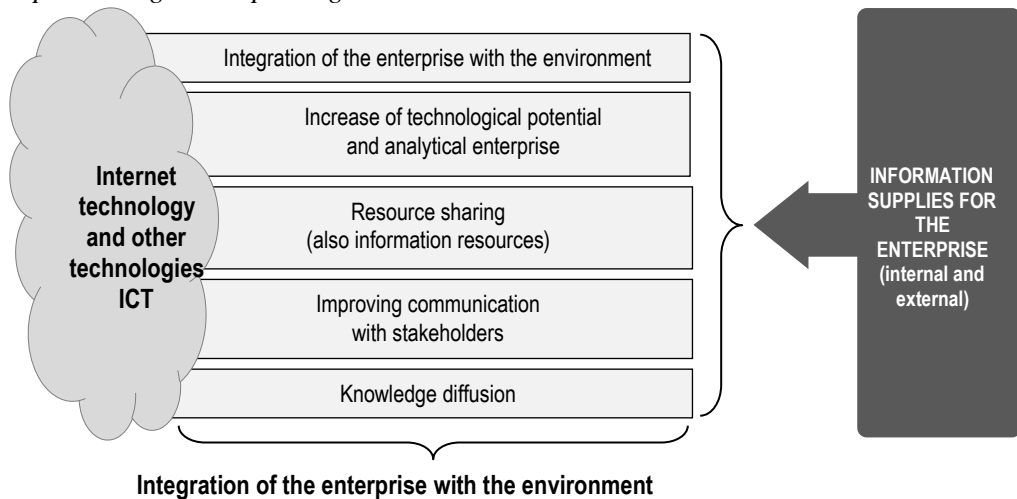 Integration of the enterprise with the environment
Increase of technological potential
and analytical enterprise
Internet
technology
and other
technologies
ICT
Resource sharing
(also information resources)
Improving communication
with stakeholders
Knowledge diffusion
INFORMATION
SUPPLIES FOR
THE
ENTERPRISE
(internal and
external)
Integration of the enterprise with the environment